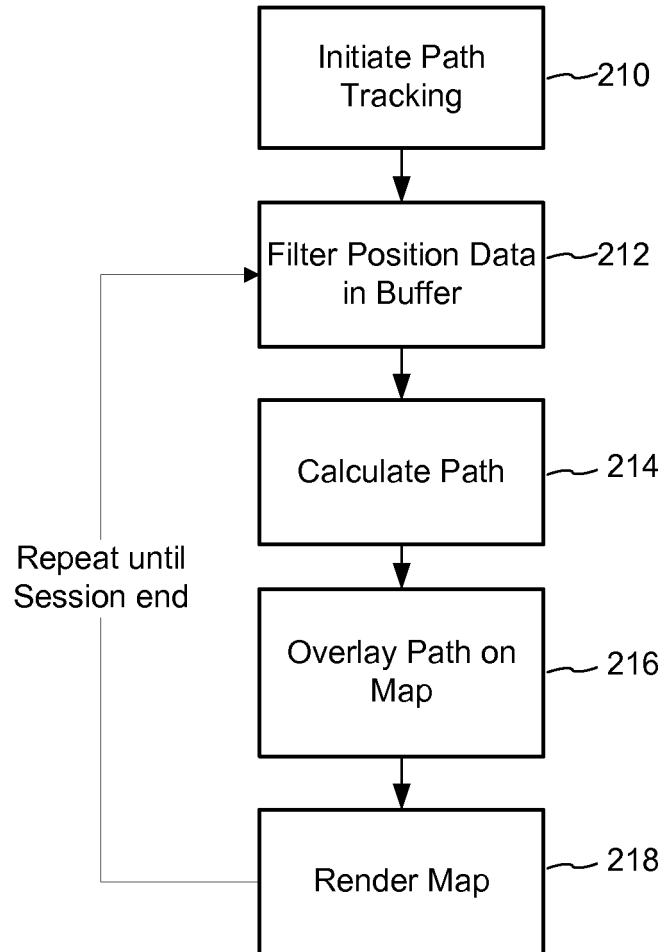 Initiate Path
Tracking
210
Filter Position Data
in Buffer
212
Calculate Path
214
Repeat until
Session end
Overlay Path on
Map
216
Render Map
218